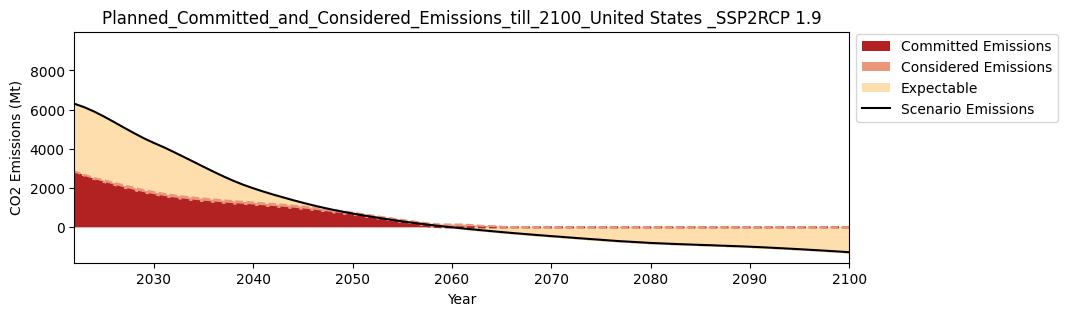 Planned_Committed_and_Considered_Emissions_till_2100_United States _SSP2RCP 1.9
Committed Emissions
Considered Emissions
Expectable
Scenario Emissions
CO2 Emissions (Mt)
8000
6000
4000
2000
0
2030 2040 2050 2060 2070 2080 2090 2100
Year